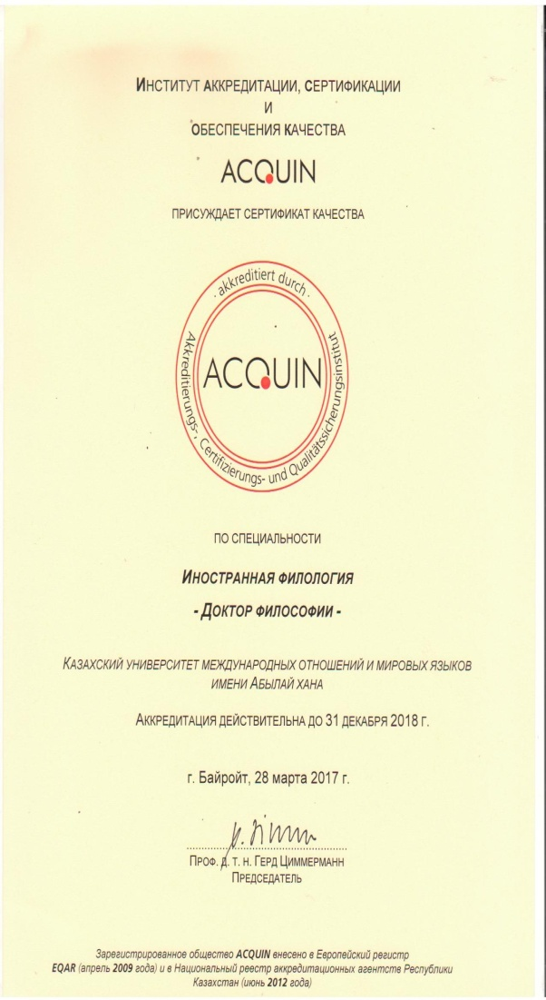 ИНСТИТУТ АККРЕДИТАЦИИ, СЕРТИФИКАЦИИ
И
ОБЕСПЕЧЕНИЯ КАЧЕСТВА
ACQUIN
ПРИСУЖДАЕТ СЕРТИФИКАТ КАЧЕСТВА
· akkreditiert durch ·
ACQUIN
Akkreditierungs-, Certifizierungs- und Qualitätssicherungsinstitut
ПО СПЕЦИАЛЬНОСТИ
ИНОСТРАННАЯ ФИЛОЛОГИЯ
- ДОКТОР ФИЛОСОФИИ -
КАЗАХСКИЙ УНИВЕРСИТЕТ МЕЖДУНАРОДНЫХ ОТНОШЕНИЙ И МИРОВЫХ ЯЗЫКОВ
ИМЕНИ АБЫЛАЙ ХАНА
АККРЕДИТАЦИЯ ДЕЙСТВИТЕЛЬНА ДО 31 ДЕКАБРЯ 2018 Г.
г. Байройт, 28 марта 2017 г.
ПРОФ. Д. Т. Н. ГЕРД ЦИММЕРМАНН
ПРЕДСЕДАТЕЛЬ
Зарегистрированное общество ACQUIN внесено в Европейский регистр
EQAR (апрель 2009 года) и в Национальный реестр аккредитационных агентств Республики
Казахстан (июнь 2012 года)